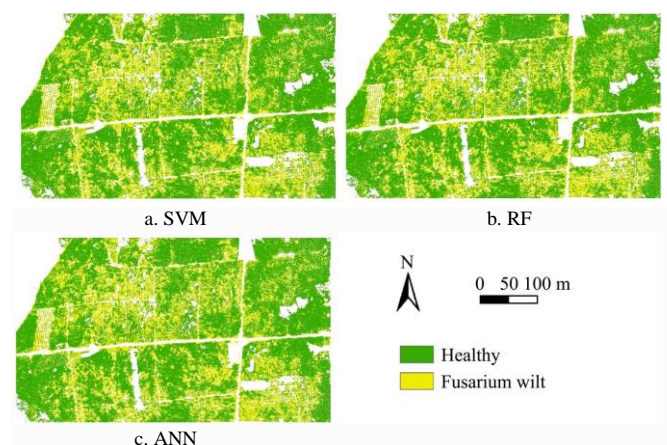 a. SVM
b. RF
c. ANN
N
0 50 100 m
Healthy
Fusarium wilt